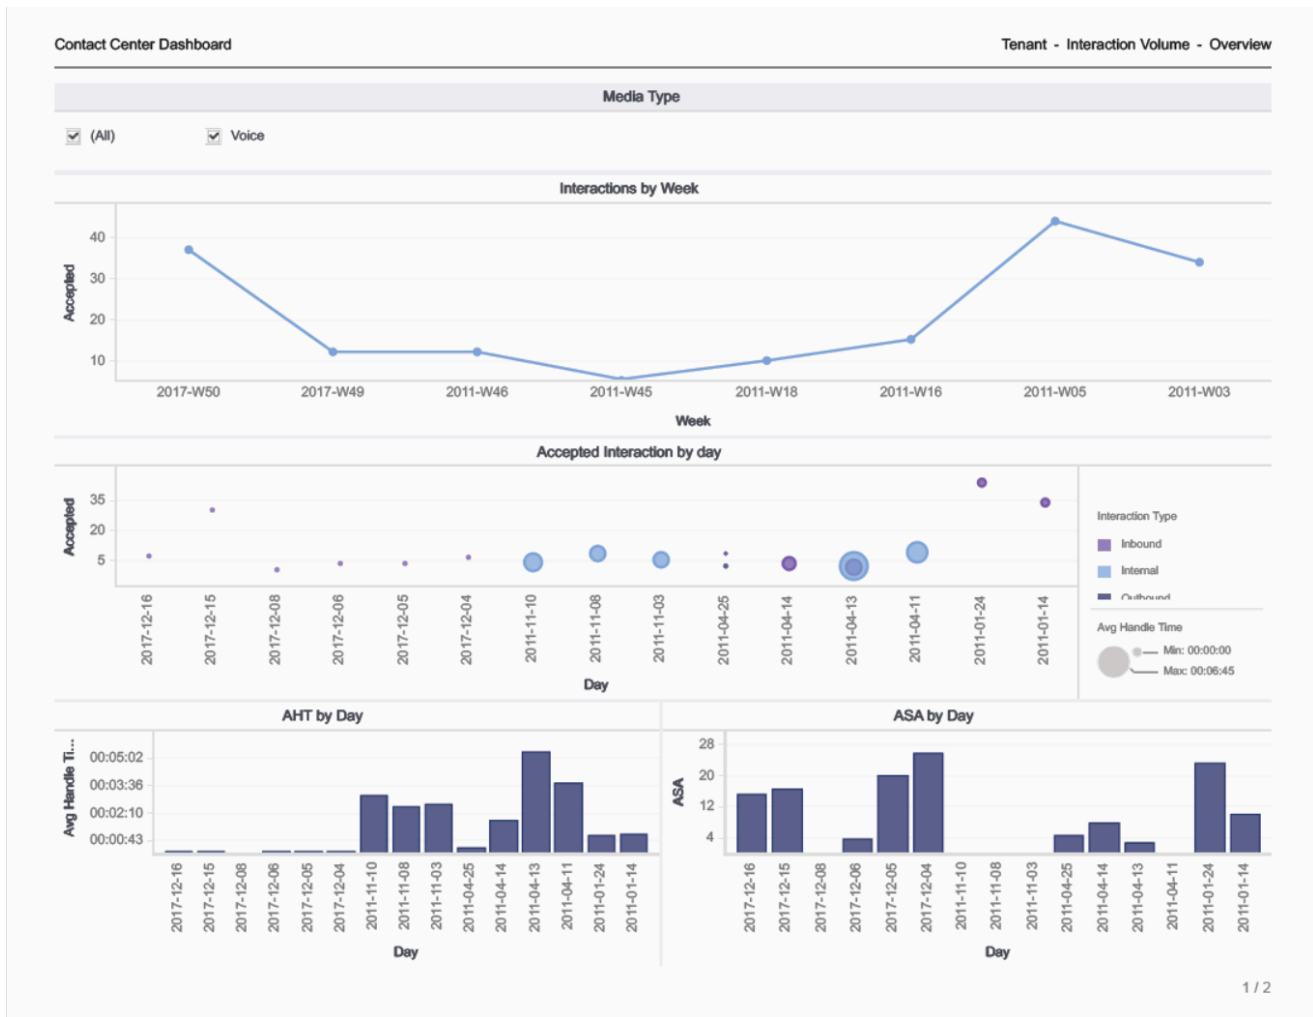 Contact Center Dashboard
Tenant - Interaction Volume - Overview
Media Type
(All)
Voice
Interactions by Week
Accepted
40
30
20
10
2017-W50
2017-W49
2011-W46
2011-W45
2011-W18
2011-W16
2011-W05
2011-W03
Week
Accepted Interaction by day
Accepted
35
20
5
2017-12-16
2017-12-15
2017-12-08
2017-12-06
2017-12-05
2017-12-04
2011-11-10
2011-11-08
2011-11-03
2011-04-25
2011-04-14
2011-04-13
2011-04-11
2011-01-24
2011-01-14
Day
Interaction Type
Inbound
Internal
Outbound
Avg Handle Time
Min: 00:00:00
Max: 00:06:45
AHT by Day
Avg Handle Ti...
00:05:02
00:03:36
00:02:10
00:00:43
2017-12-16
2017-12-15
2017-12-08
2017-12-06
2017-12-05
2017-12-04
2011-11-10
2011-11-08
2011-11-03
2011-04-25
2011-04-14
2011-04-13
2011-04-11
2011-01-24
2011-01-14
Day
ASA by Day
ASA
28
20
12
4
2017-12-16
2017-12-15
2017-12-08
2017-12-06
2017-12-05
2017-12-04
2011-11-10
2011-11-08
2011-11-03
2011-04-25
2011-04-14
2011-04-13
2011-04-11
2011-01-24
2011-01-14
Day
1 / 2